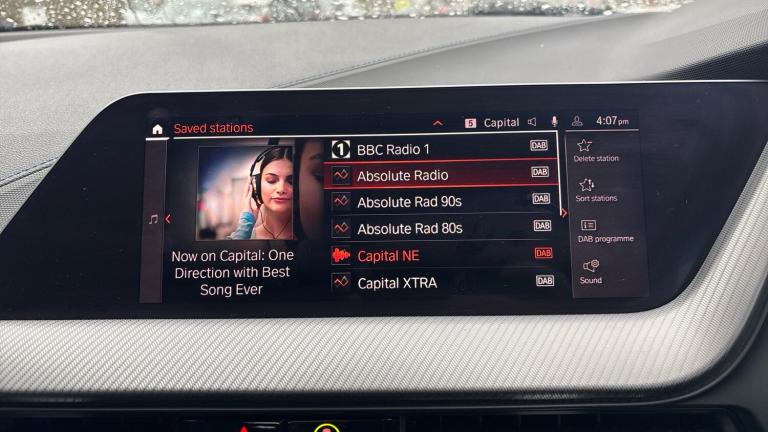 Saved stations
5 Capital
4:07 pm
1 BBC Radio 1 DAB
Absolute Radio DAB
Absolute Rad 90s DAB
Absolute Rad 80s DAB
Capital NE DAB
Capital XTRA DAB
Now on Capital: One
Direction with Best
Song Ever
Delete station
Sort stations
DAB programme
Sound